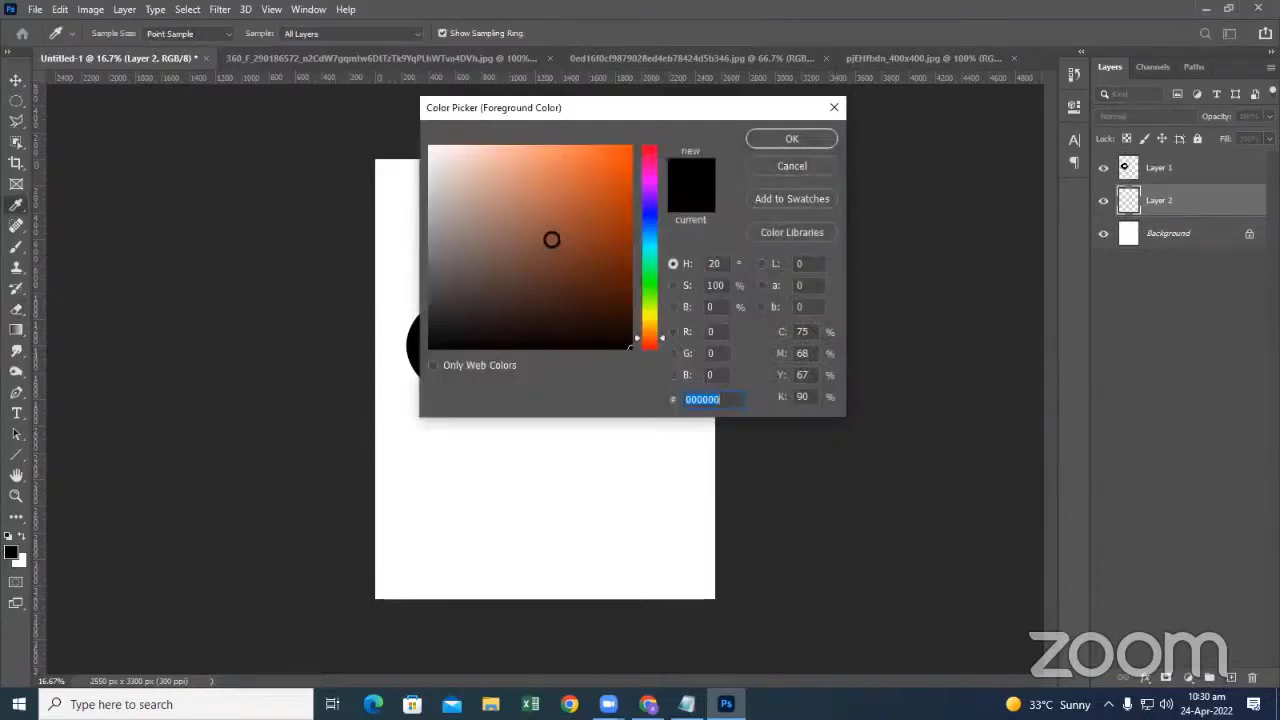 Ps File Edit Image Layer Type Select Filter 3D View Window Help
Sample Size: Point Sample Sample: All Layers Show Sampling Ring
Untitled-1 @ 16.7% (Layer 2, RGB/8) * × 0ed16f0cf9879028ed4eb78424d5b346.jpg @ 66.7% (RGB... × pjEHfbdn_400x400.jpg @ 100% (RG... ×
Layers Channels Paths
Kind
Normal Opacity: 100%
Lock: Fill: 100%
Layer 1
Layer 2
Background
Color Picker (Foreground Color)
new
current
OK
Cancel
Add to Swatches
Color Libraries
H: 20 °
S: 100 %
B: 0 %
R: 0
G: 0
B: 0
# 000000
L: 0
a: 0
b: 0
C: 75 %
M: 68 %
Y: 67 %
K: 90 %
Only Web Colors
zoom
16.67% 2550 px x 3300 px (300 ppi)
Type here to search
33°C Sunny
10:30 am
24-Apr-2022